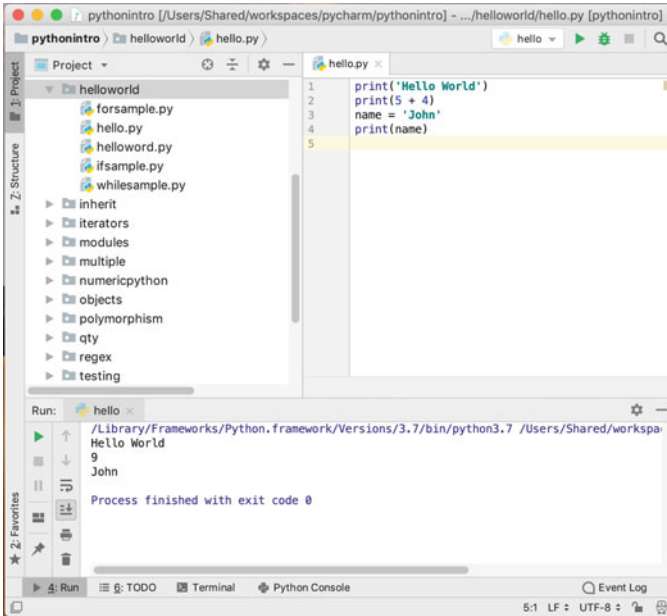 pythonintro [/Users/Shared/workspaces/pycharm/pythonintro] - .../helloworld/hello.py [pythonintro]
pythonintro helloworld hello.py hello
1: Project
Project
hello.py
helloworld
forsample.py
hello.py
helloword.py
ifsample.py
whilesample.py
inherit
iterators
modules
multiple
numericpython
objects
polymorphism
qty
regex
testing
1 print('Hello World')
2 print(5 + 4)
3 name = 'John'
4 print(name)
5
Z: Structure
Run: hello
/Library/Frameworks/Python.framework/Versions/3.7/bin/python3.7 /Users/Shared/workspa
Hello World
9
John
Process finished with exit code 0
2: Favorites
4: Run 6: TODO Terminal Python Console Event Log
5:1 LF UTF-8